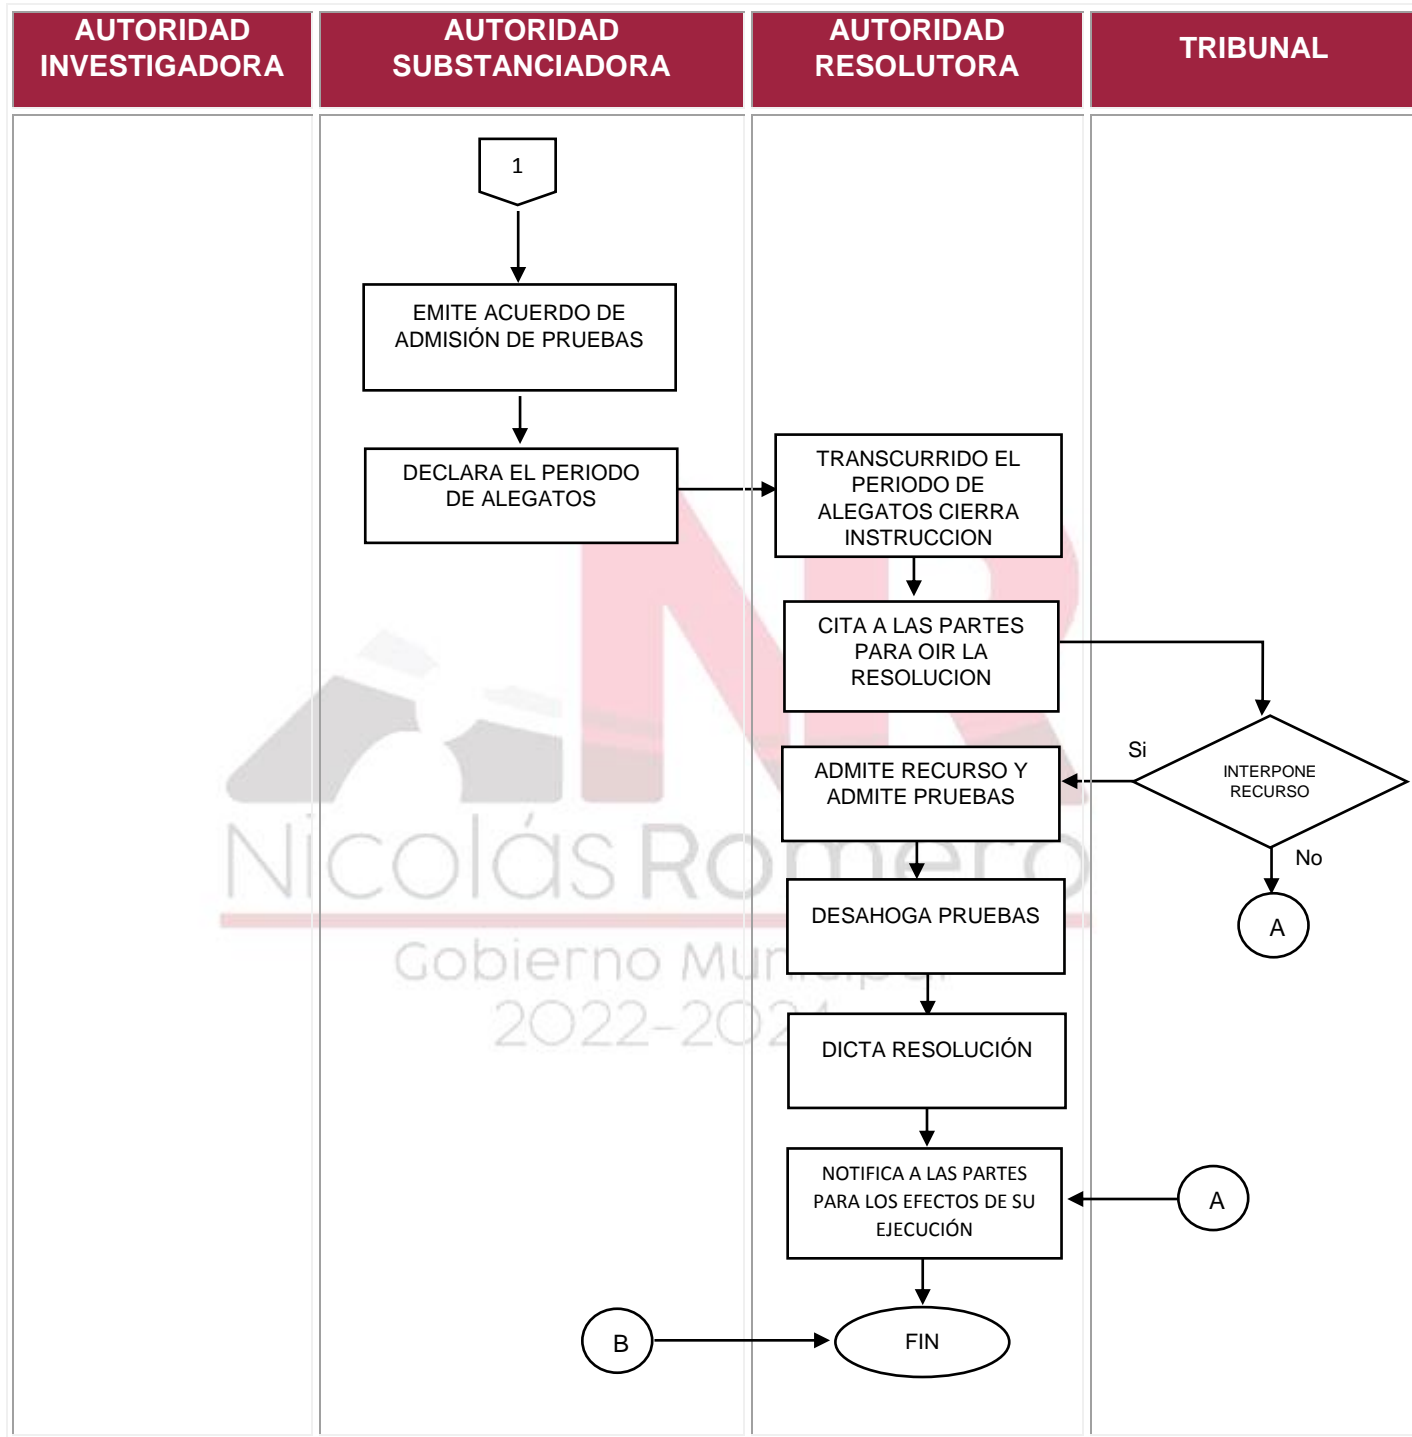 AUTORIDAD
INVESTIGADORA
AUTORIDAD
SUBSTANCIADORA
AUTORIDAD
RESOLUTORA
TRIBUNAL
1
EMITE ACUERDO DE
ADMISIÓN DE PRUEBAS
DECLARA EL PERIODO
DE ALEGATOS
TRANSCURRIDO EL
PERIODO DE
ALEGATOS CIERRA
INSTRUCCION
CITA A LAS PARTES
PARA OIR LA
RESOLUCION
INTERPONE
RECURSO
Si
No
A
ADMITE RECURSO Y
ADMITE PRUEBAS
DESAHOGA PRUEBAS
DICTA RESOLUCIÓN
NOTIFICA A LAS PARTES
PARA LOS EFECTOS DE SU
EJECUCIÓN
A
B
FIN
NR
Nicolás Romero
Gobierno Municipal
2022-2024